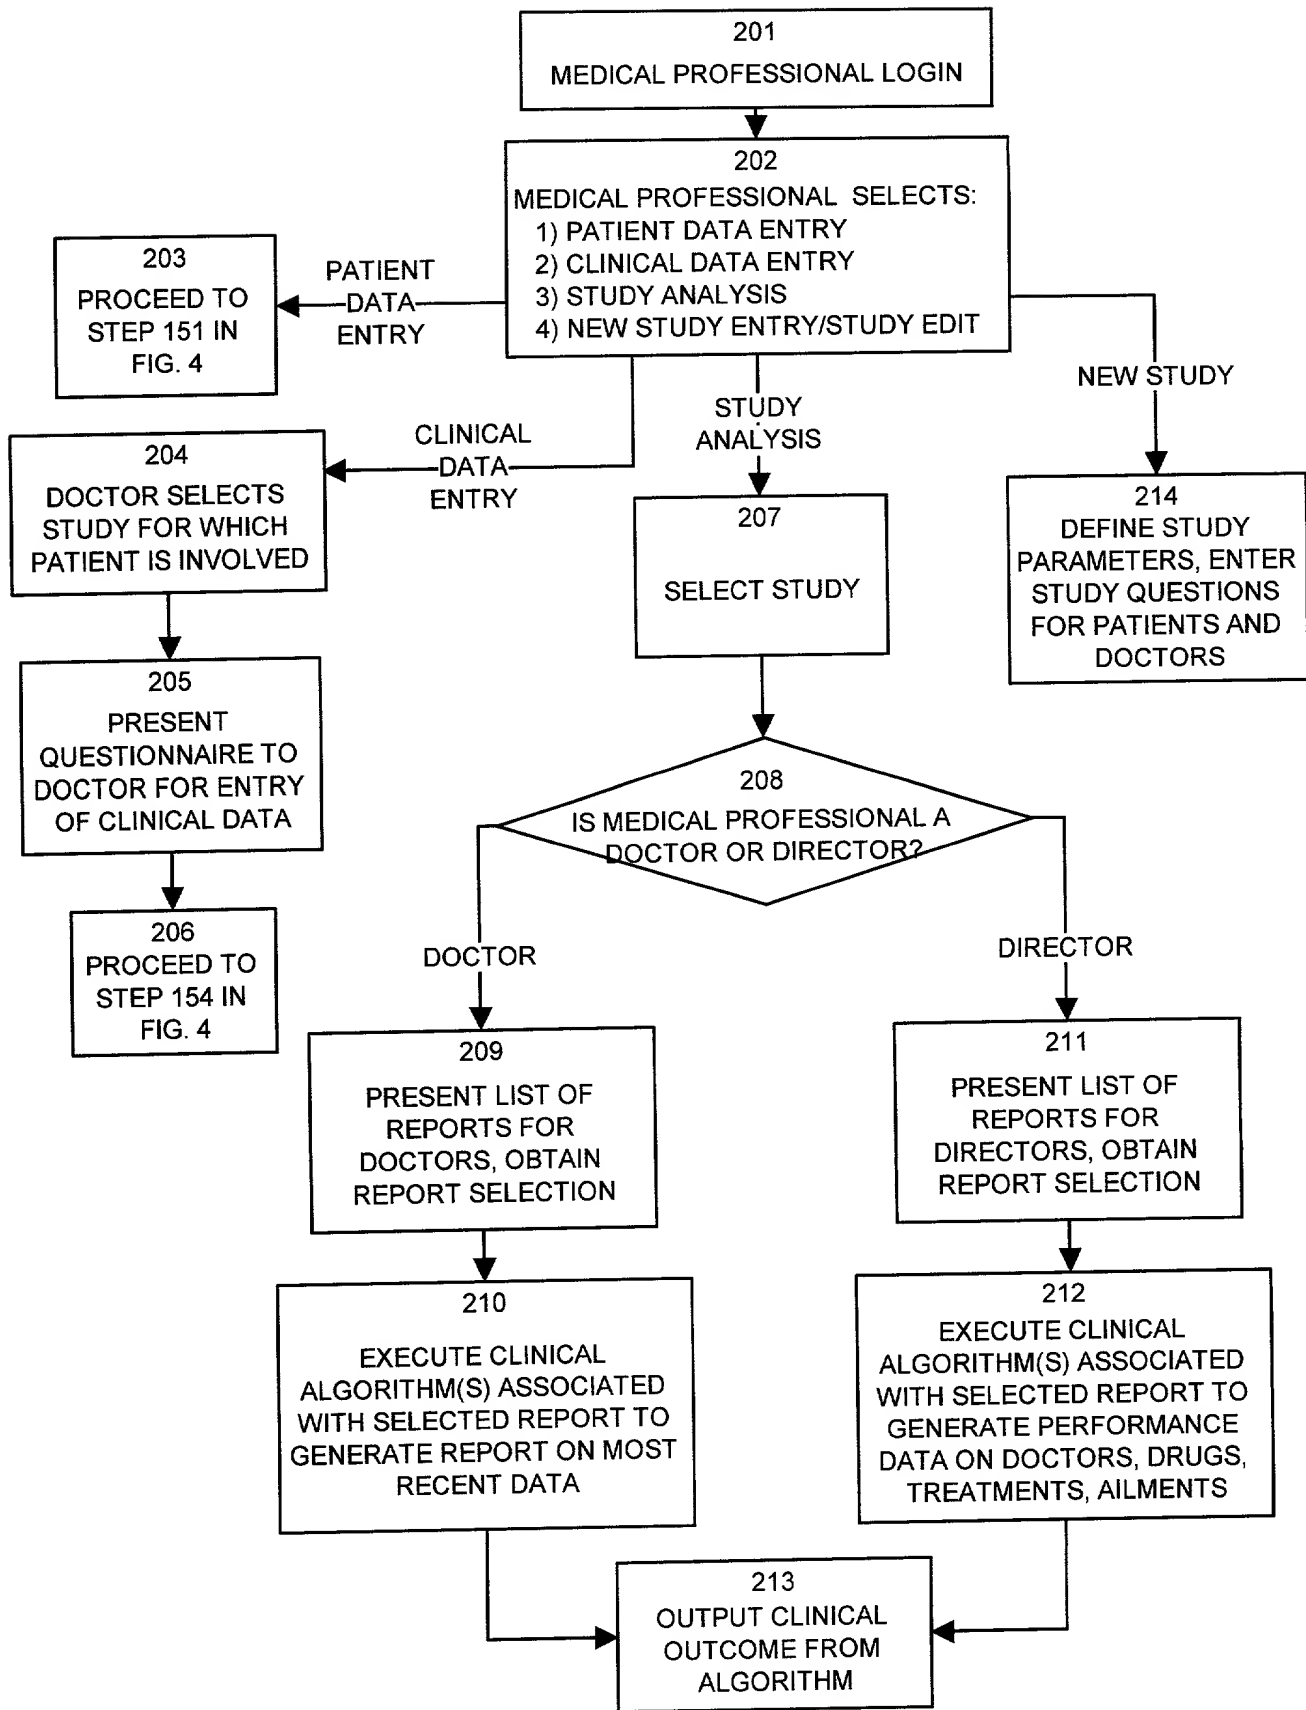 201
MEDICAL PROFESSIONAL LOGIN
202
MEDICAL PROFESSIONAL SELECTS:
1) PATIENT DATA ENTRY
2) CLINICAL DATA ENTRY
3) STUDY ANALYSIS
4) NEW STUDY ENTRY/STUDY EDIT
PATIENT
DATA
ENTRY
203
PROCEED TO
STEP 151 IN
FIG. 4
CLINICAL
DATA
ENTRY
STUDY
ANALYSIS
NEW STUDY
204
DOCTOR SELECTS
STUDY FOR WHICH
PATIENT IS INVOLVED
205
PRESENT
QUESTIONNAIRE TO
DOCTOR FOR ENTRY
OF CLINICAL DATA
206
PROCEED TO
STEP 154 IN
FIG. 4
207
SELECT STUDY
214
DEFINE STUDY
PARAMETERS, ENTER
STUDY QUESTIONS
FOR PATIENTS AND
DOCTORS
208
IS MEDICAL PROFESSIONAL A
DOCTOR OR DIRECTOR?
DOCTOR
DIRECTOR
209
PRESENT LIST OF
REPORTS FOR
DOCTORS, OBTAIN
REPORT SELECTION
211
PRESENT LIST OF
REPORTS FOR
DIRECTORS, OBTAIN
REPORT SELECTION
210
EXECUTE CLINICAL
ALGORITHM(S) ASSOCIATED
WITH SELECTED REPORT TO
GENERATE REPORT ON MOST
RECENT DATA
212
EXECUTE CLINICAL
ALGORITHM(S) ASSOCIATED
WITH SELECTED REPORT TO
GENERATE PERFORMANCE
DATA ON DOCTORS, DRUGS,
TREATMENTS, AILMENTS
213
OUTPUT CLINICAL
OUTCOME FROM
ALGORITHM